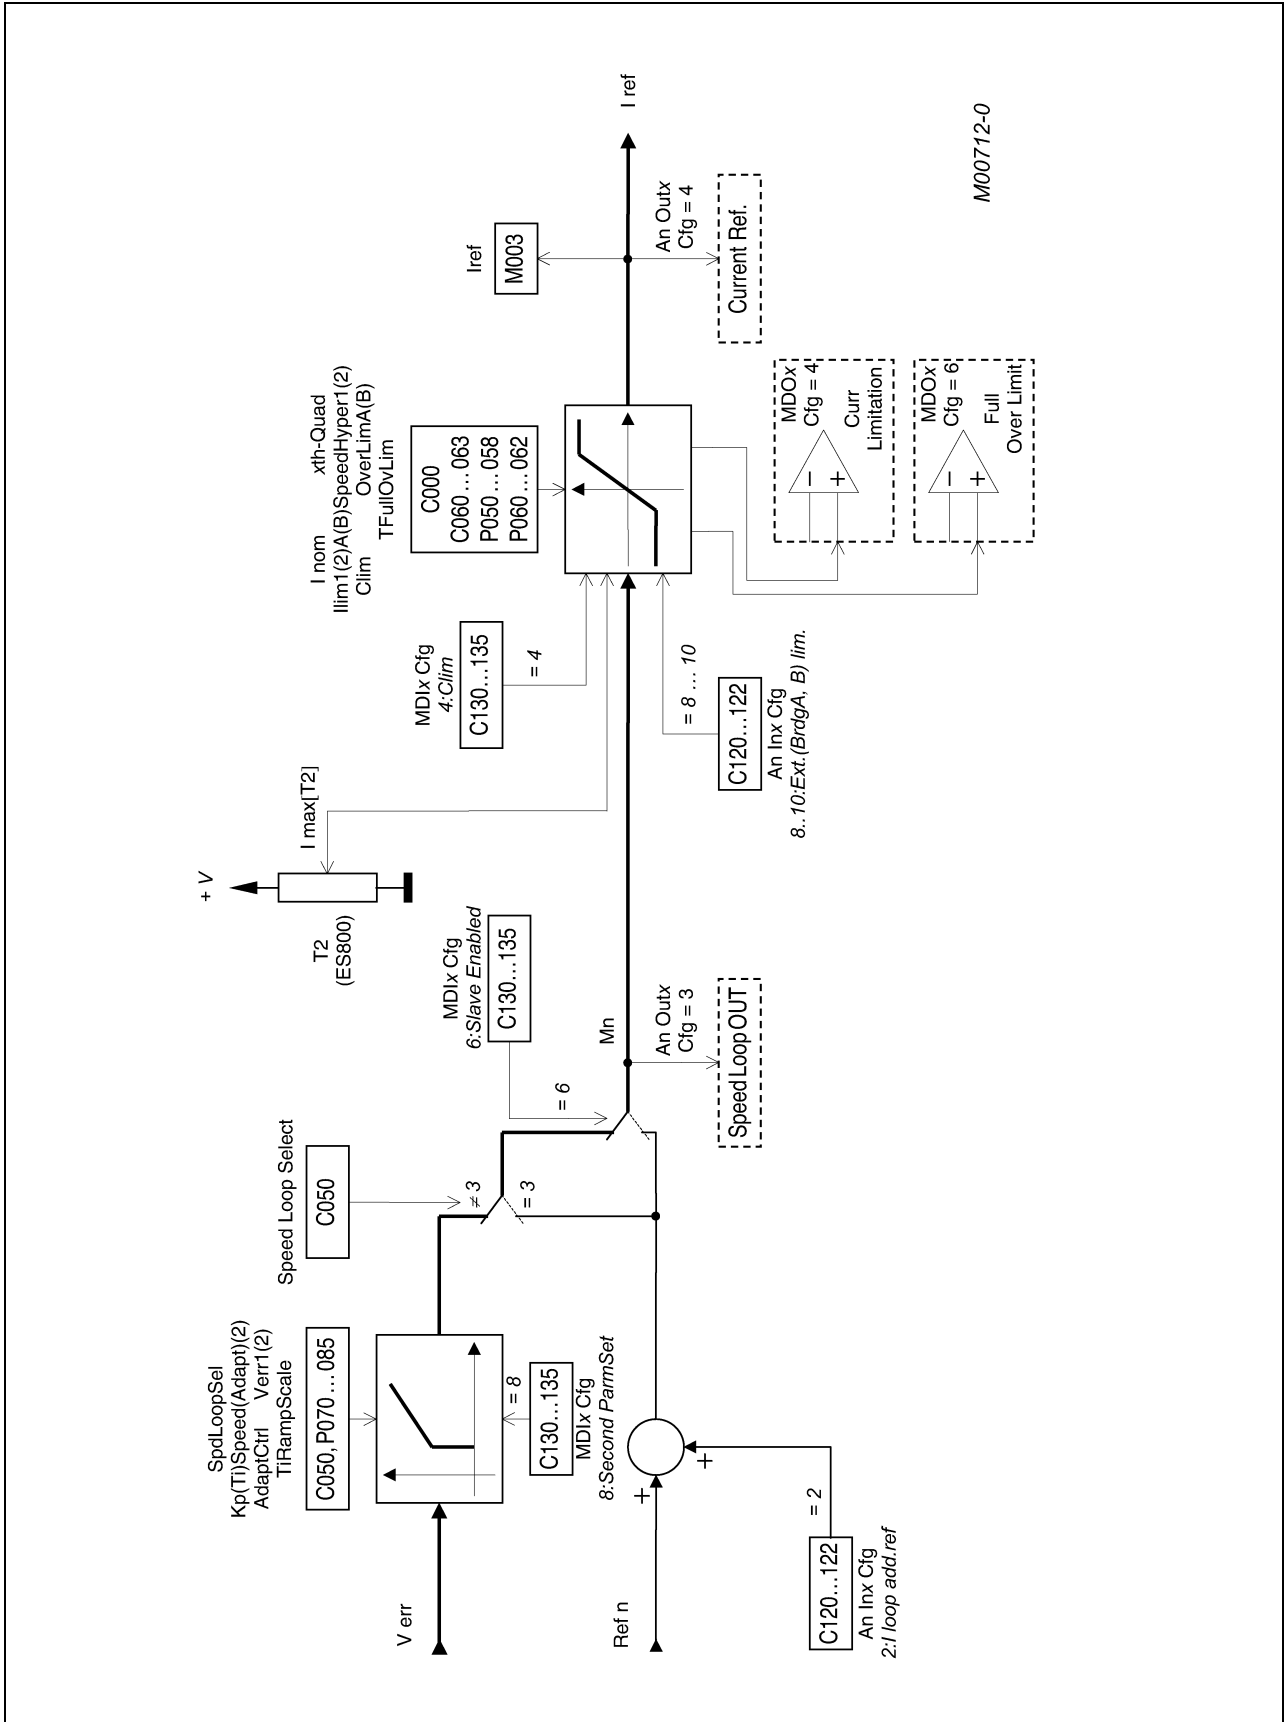 SpdLoopSel
Kp(Ti)Speed(Adapt)(2)
AdaptCtrl Verr1(2)
TiRampScale
C050, P070 ... 085
Speed Loop Select
C050
≠ 3
= 3
V err
= 8
C130...135
MDIx Cfg
8:Second ParmSet
Ref n
+
+
= 2
C120...122
An Inx Cfg
2:I loop add.ref
MDIx Cfg
6:Slave Enabled
C130...135
= 6
Mn
An Outx
Cfg = 3
Speed Loop OUT
+ V
T2
(ES800)
I max[T2]
MDIx Cfg
4:Clim
C130...135
= 4
I nom xth-Quad
Ilim1(2)A(B)SpeedHyper1(2)
Clim OverLimA(B)
TFullOvLim
C000
C060 ... 063
P050 ... 058
P060 ... 062
= 8 ... 10
C120...122
An Inx Cfg
8..10:Ext.(BrdgA, B) lim.
MDOx
Cfg = 4
−
+
Curr
Limitation
MDOx
Cfg = 6
−
+
Full
Over Limit
Iref
M003
An Outx
Cfg = 4
Current Ref.
I ref
M00712-0